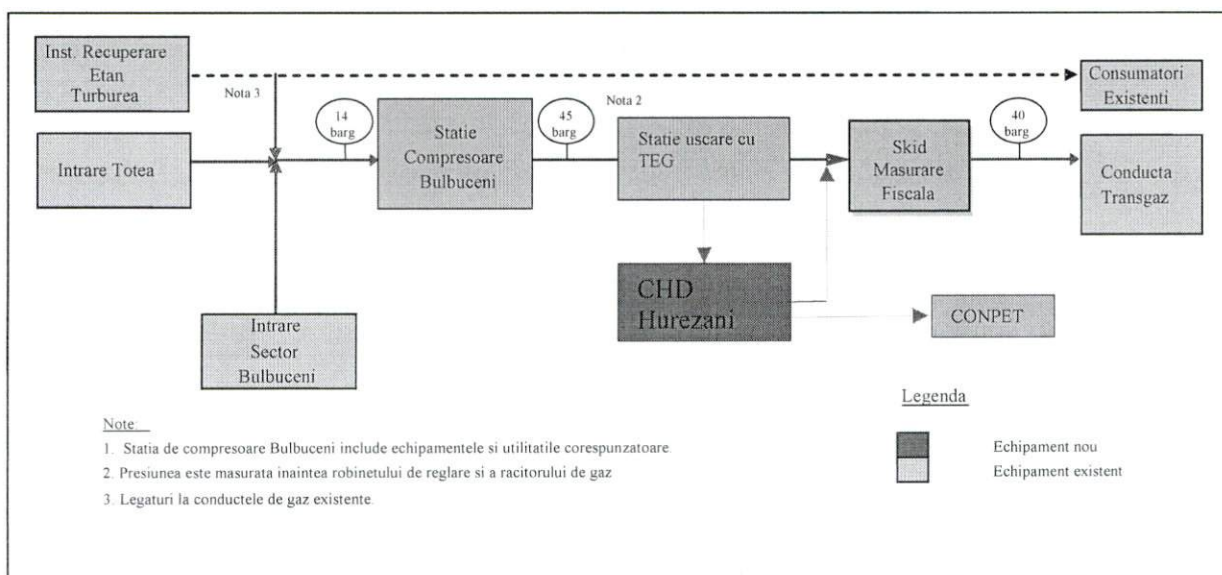 Inst. Recuperare
Etan
Turburea
Nota 3
Intrare Totea
14
barg
Statie
Compresoare
Bulbuceni
45
barg
Nota 2
Statie uscare cu
TEG
Skid
Masurare
Fiscala
40
barg
Consumatori
Existenti
Conducta
Transgaz
CHD
Hurezani
CONPET
Intrare
Sector
Bulbuceni
Note:
1. Statia de compresoare Bulbuceni include echipamentele si utilitatile corespunzatoare
2. Presiunea este masurata inaintea robinetului de reglare si a racitorului de gaz
3. Legaturi la conductele de gaz existente.
Legenda
Echipament nou
Echipament existent